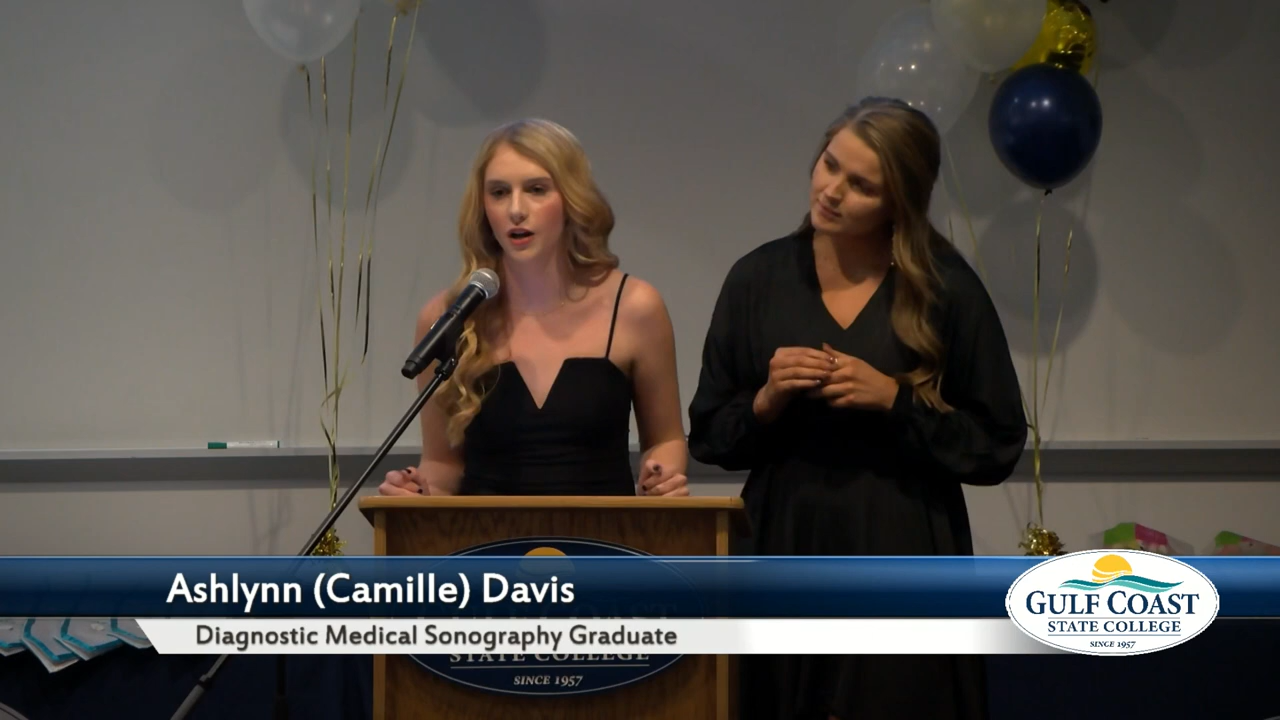 Ashlynn (Camille) Davis
Diagnostic Medical Sonography Graduate
GULF COAST
STATE COLLEGE
SINCE 1957
STATE COLLEGE
SINCE 1957